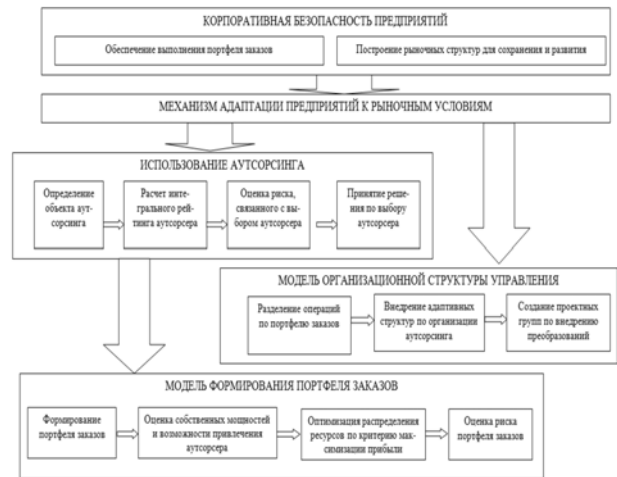 КОРПОРАТИВНАЯ БЕЗОПАСНОСТЬ ПРЕДПРИЯТИЙ
Обеспечение выполнения портфеля заказов
Построение рыночных структур для сохранения и развития
МЕХАНИЗМ АДАПТАЦИИ ПРЕДПРИЯТИЙ К РЫНОЧНЫМ УСЛОВИЯМ
ИСПОЛЬЗОВАНИЕ АУТСОРСИНГА
Определение
объекта аут-
сорсинга
Расчет инте-
грального рей-
тинга аутсорсера
Оценка риска,
связанного с вы-
бором аутсорсера
Принятие реше-
ния по выбору
аутсорсера
МОДЕЛЬ ОРГАНИЗАЦИОННОЙ СТРУКТУРЫ УПРАВЛЕНИЯ
Разделение операций
по портфелю заказов
Внедрение адаптивных
структур по организации
аутсорсинга
Создание проектных
групп по внедрению
преобразований
МОДЕЛЬ ФОРМИРОВАНИЯ ПОРТФЕЛЯ ЗАКАЗОВ
Формирование
портфеля заказов
Оценка собственных мощностей
и возможности привлечения
аутсорсера
Оптимизация распределения
ресурсов по критерию мак-
симизации прибыли
Оценка риска
портфеля заказов